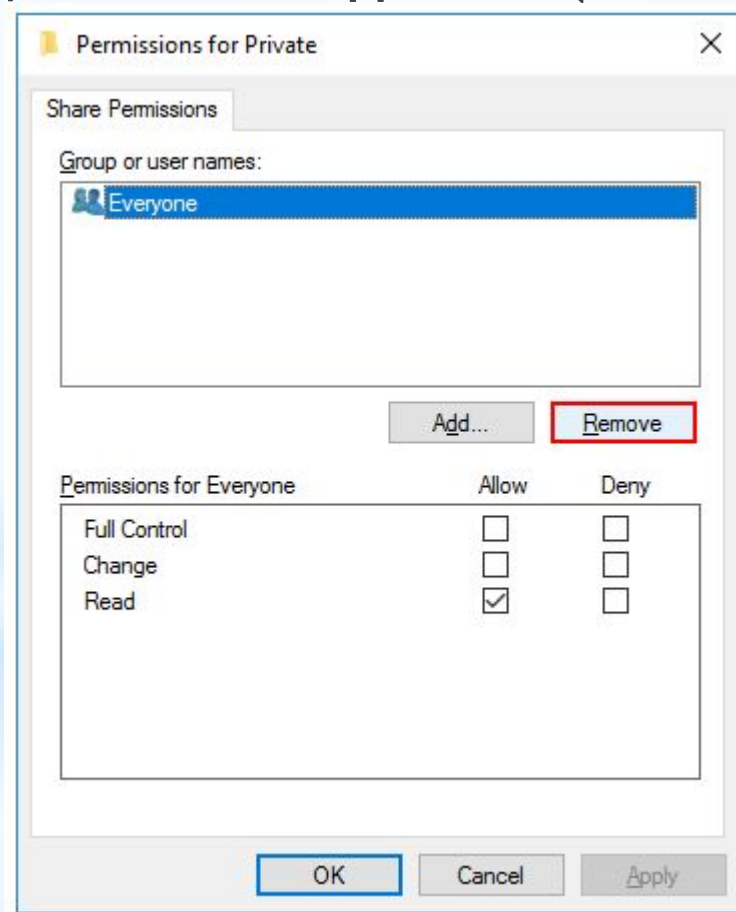 Permissions for Private
Share Permissions
Group or user names:
Everyone
Add...
Remove
Permissions for Everyone Allow Deny
Full Control
Change
Read
OK Cancel Apply